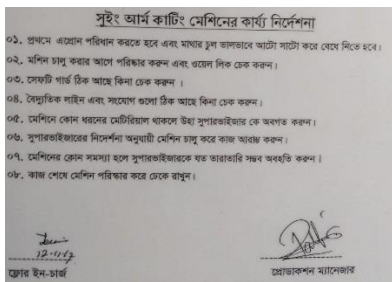 সুইং আর্ম কাটিং মেশিনের কার্য্য নির্দেশনা
০১. প্রথমে এপ্রোন পরিধান করতে হবে এবং মাথার চুল ভালভাবে আটো সাটো করে বেধে নিতে হবে।
০২. মশিন চালু করার আগে পরিষ্কার করুন এবং ওয়েল লিক চেক করুন।
০৩. সেফটি গার্ড ঠিক আছে কিনা চেক করুন ।
০৪. বৈদ্যুতিক লাইন এবং সংযোগ গুলো ঠিক আছে কিনা চেক করুন।
০৫. মেশিনে কোন ধরনের মেটিরিয়াল থাকলে উহা সুপারভাইজার কে অবগত করুন।
০৬. সুপারভাইজারের নির্দেশনা অনুযায়ী মেশিন চালু করে কাজ আরম্ভ করুন।
০৭. মেশিনের কোন সমস্যা হলে সুপারভাইজারকে যত তারাতারি সম্ভব অবহতি করুন।
০৮. কাজ শেষে মেশিন পরিস্কার করে ঢেকে রাখুন।
ফ্লোর ইন-চার্জ
প্রোডাকশন ম্যানেজার